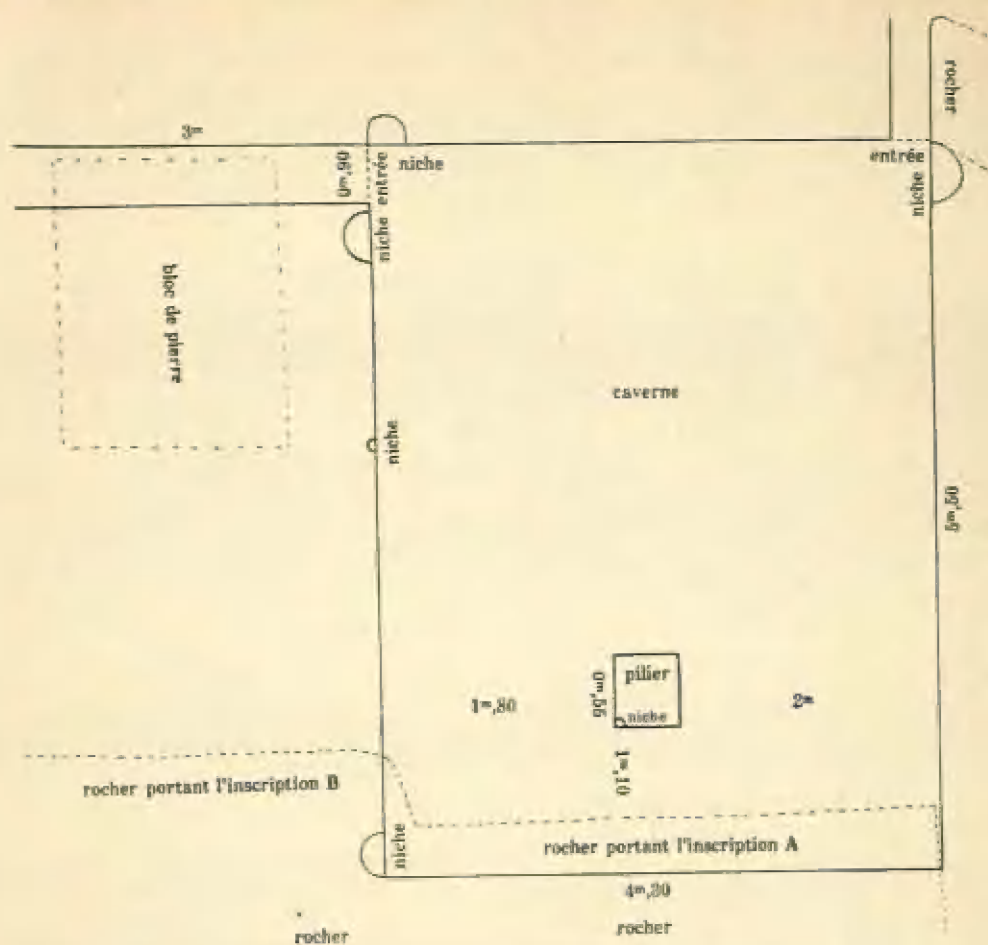 rocher
3m
niche
0m,90
entrée
entrée
niche
niche
bloc de pierre
caverne
niche
5m,50
pilier
0m,55
niche
1m,80
2m
1m,10
rocher portant l'inscription B
niche
rocher portant l'inscription A
4m,20
rocher
rocher